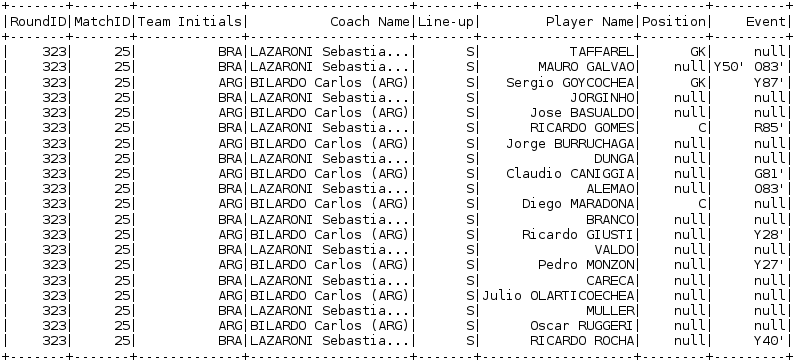 +-------+-------+-------------+--------------------+-------+-------------------+--------+---------+
|RoundID|MatchID|Team Initials|          Coach Name|Line-up|        Player Name|Position|    Event|
+-------+-------+-------------+--------------------+-------+-------------------+--------+---------+
|    323|     25|          BRA|LAZARONI Sebastia...|      S|           TAFFAREL|      GK|     null|
|    323|     25|          BRA|LAZARONI Sebastia...|      S|       MAURO GALVAO|    null|Y50' O83'|
|    323|     25|          ARG|BILARDO Carlos (ARG)|      S|   Sergio GOYCOCHEA|      GK|     Y87'|
|    323|     25|          BRA|LAZARONI Sebastia...|      S|           JORGINHO|    null|     null|
|    323|     25|          ARG|BILARDO Carlos (ARG)|      S|      Jose BASUALDO|    null|     null|
|    323|     25|          BRA|LAZARONI Sebastia...|      S|      RICARDO GOMES|       C|     R85'|
|    323|     25|          ARG|BILARDO Carlos (ARG)|      S|   Jorge BURRUCHAGA|    null|     null|
|    323|     25|          BRA|LAZARONI Sebastia...|      S|              DUNGA|    null|     null|
|    323|     25|          ARG|BILARDO Carlos (ARG)|      S|   Claudio CANIGGIA|    null|     G81'|
|    323|     25|          BRA|LAZARONI Sebastia...|      S|             ALEMAO|    null|     O83'|
|    323|     25|          ARG|BILARDO Carlos (ARG)|      S|     Diego MARADONA|       C|     null|
|    323|     25|          BRA|LAZARONI Sebastia...|      S|             BRANCO|    null|     null|
|    323|     25|          ARG|BILARDO Carlos (ARG)|      S|     Ricardo GIUSTI|    null|     Y28'|
|    323|     25|          BRA|LAZARONI Sebastia...|      S|              VALDO|    null|     null|
|    323|     25|          ARG|BILARDO Carlos (ARG)|      S|       Pedro MONZON|    null|     Y27'|
|    323|     25|          BRA|LAZARONI Sebastia...|      S|             CARECA|    null|     null|
|    323|     25|          ARG|BILARDO Carlos (ARG)|      S|Julio OLARTICOECHEA|    null|     null|
|    323|     25|          BRA|LAZARONI Sebastia...|      S|             MULLER|    null|     null|
|    323|     25|          ARG|BILARDO Carlos (ARG)|      S|      Oscar RUGGERI|    null|     null|
|    323|     25|          BRA|LAZARONI Sebastia...|      S|      RICARDO ROCHA|    null|     Y40'|
+-------+-------+-------------+--------------------+-------+-------------------+--------+---------+